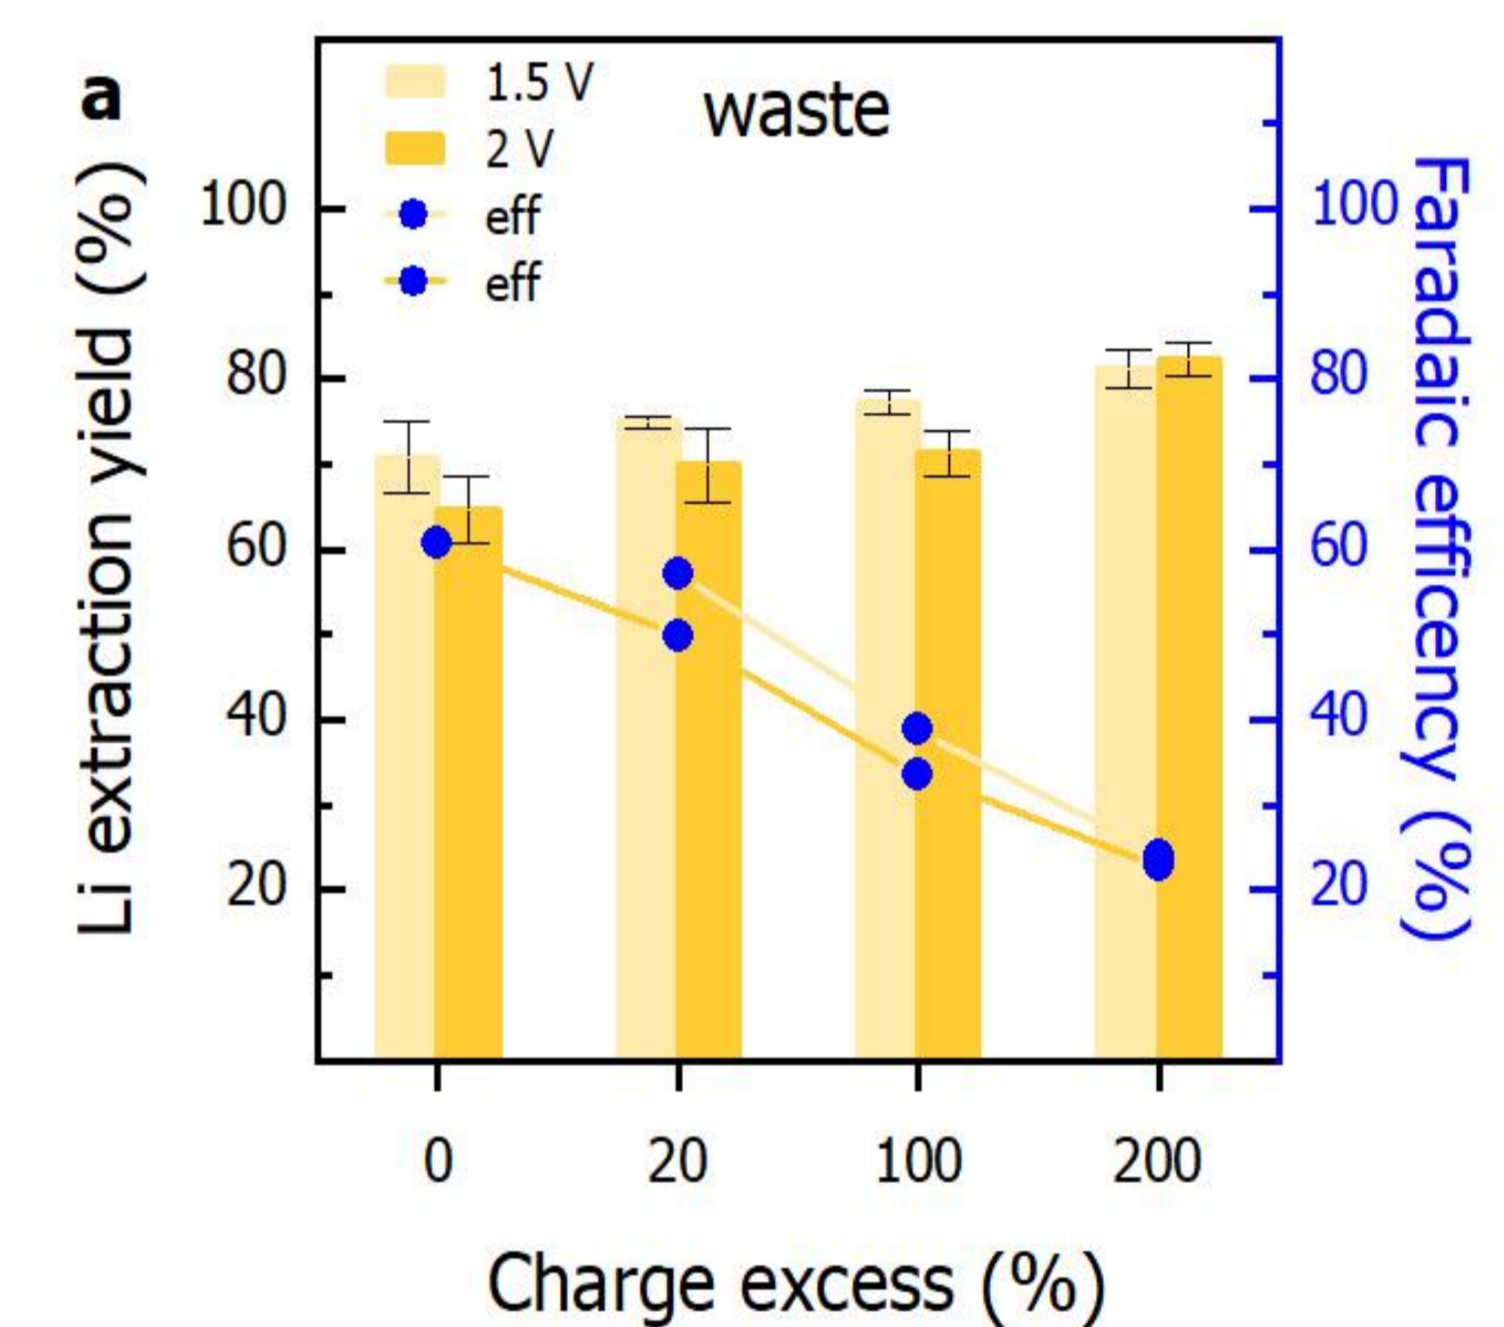 a
waste
1.5 V
2 V
eff
eff
Li extraction yield (%)
100
80
60
40
20
100
80
60
40
20
Faradaic efficency (%)
0 20 100 200
Charge excess (%)